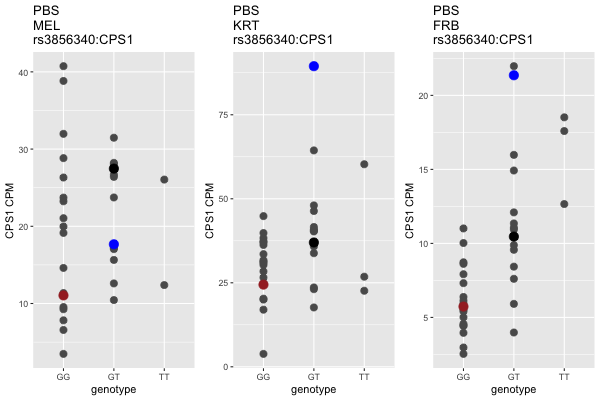 PBS
MEL
rs3856340:CPS1
CPS1 CPM
40
30
20
10
GG GT TT
genotype
PBS
KRT
rs3856340:CPS1
CPS1 CPM
75
50
25
0
GG GT TT
genotype
PBS
FRB
rs3856340:CPS1
CPS1 CPM
20
15
10
5
GG GT TT
genotype